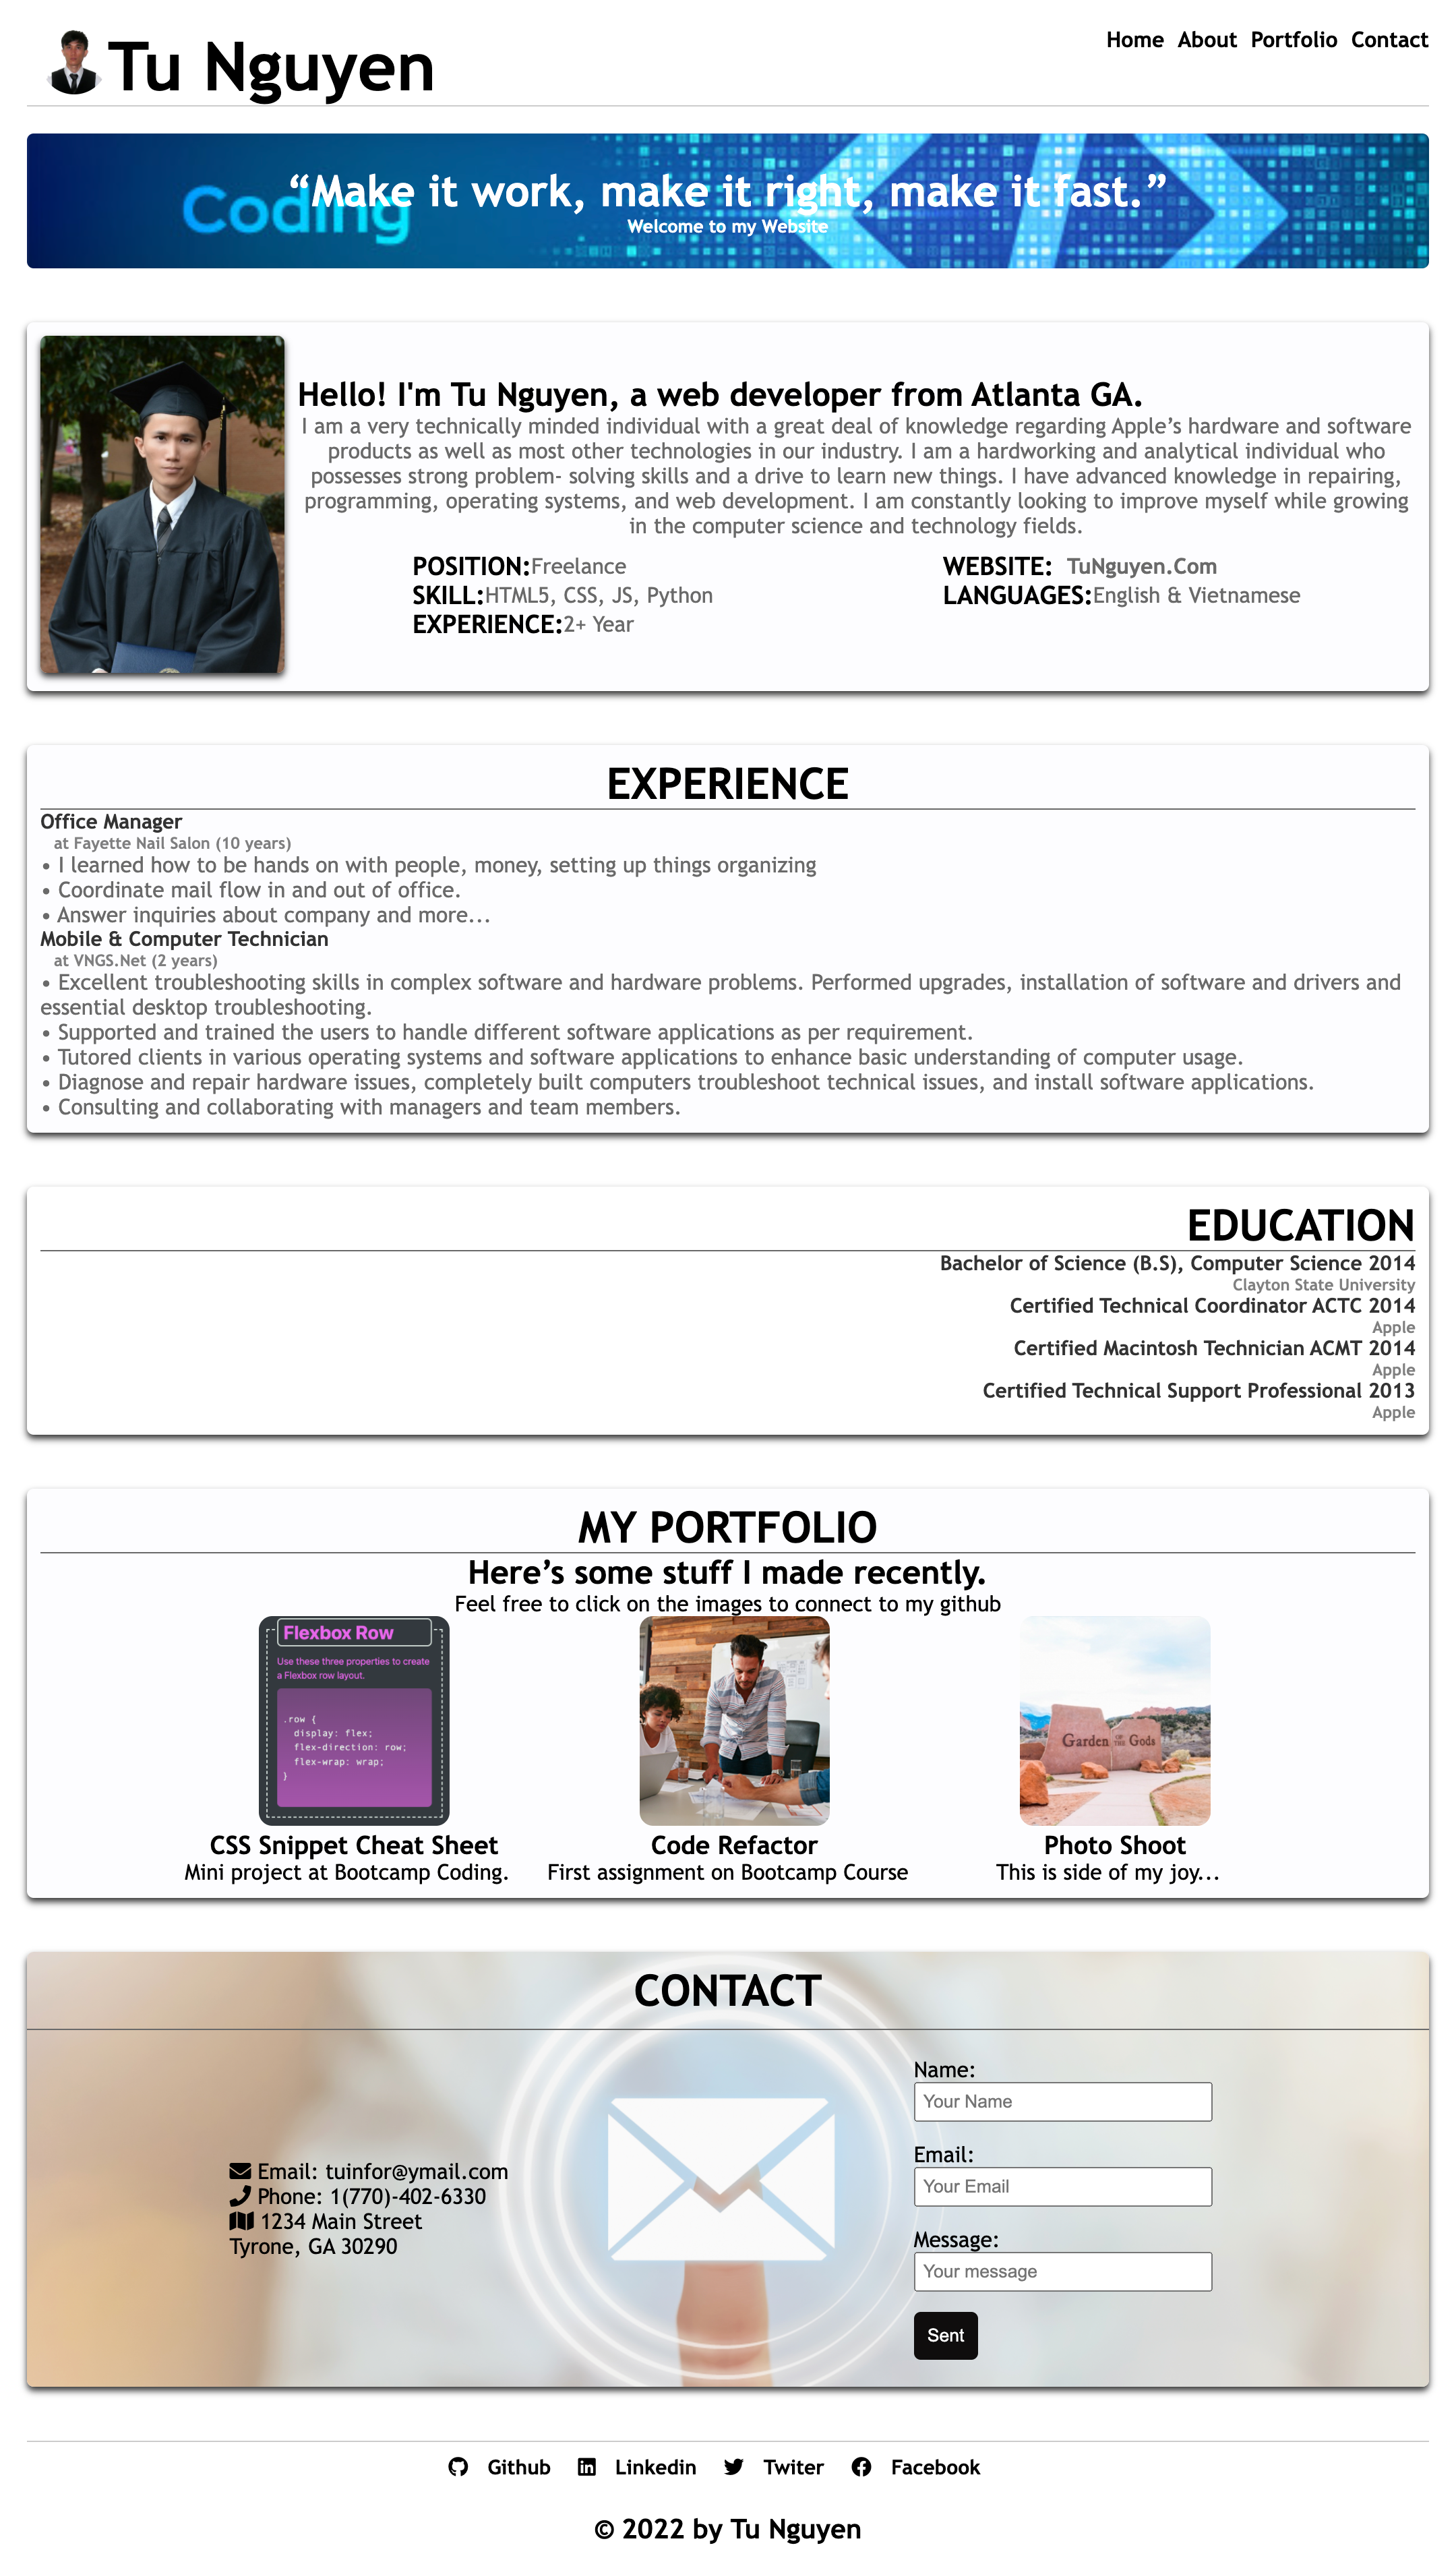 Tu Nguyen
Home About Portfolio Contact
Coding
“Make it work, make it right, make it fast.”
Welcome to my Website
Hello! I'm Tu Nguyen, a web developer from Atlanta GA.
I am a very technically minded individual with a great deal of knowledge regarding Apple’s hardware and software
products as well as most other technologies in our industry. I am a hardworking and analytical individual who
possesses strong problem- solving skills and a drive to learn new things. I have advanced knowledge in repairing,
programming, operating systems, and web development. I am constantly looking to improve myself while growing
in the computer science and technology fields.
POSITION:Freelance
SKILL:HTML5, CSS, JS, Python
EXPERIENCE:2+ Year
WEBSITE: TuNguyen.Com
LANGUAGES:English & Vietnamese
EXPERIENCE
Office Manager
at Fayette Nail Salon (10 years)
• I learned how to be hands on with people, money, setting up things organizing
• Coordinate mail flow in and out of office.
• Answer inquiries about company and more...
Mobile & Computer Technician
at VNGS.Net (2 years)
• Excellent troubleshooting skills in complex software and hardware problems. Performed upgrades, installation of software and drivers and
essential desktop troubleshooting.
• Supported and trained the users to handle different software applications as per requirement.
• Tutored clients in various operating systems and software applications to enhance basic understanding of computer usage.
• Diagnose and repair hardware issues, completely built computers troubleshoot technical issues, and install software applications.
• Consulting and collaborating with managers and team members.
EDUCATION
Bachelor of Science (B.S), Computer Science 2014
Clayton State University
Certified Technical Coordinator ACTC 2014
Apple
Certified Macintosh Technician ACMT 2014
Apple
Certified Technical Support Professional 2013
Apple
MY PORTFOLIO
Here’s some stuff I made recently.
Feel free to click on the images to connect to my github
Flexbox Row
Use these three properties to create
a Flexbox row layout.
.row {
display: flex;
flex-direction: row;
flex-wrap: wrap;
}
Garden OF THE Gods
CSS Snippet Cheat Sheet
Mini project at Bootcamp Coding.
Code Refactor
First assignment on Bootcamp Course
Photo Shoot
This is side of my joy...
CONTACT
Email: tuinfor@ymail.com
Phone: 1(770)-402-6330
1234 Main Street
Tyrone, GA 30290
Name:
Your Name
Email:
Your Email
Message:
Your message
Sent
Github Linkedin Twiter Facebook
© 2022 by Tu Nguyen